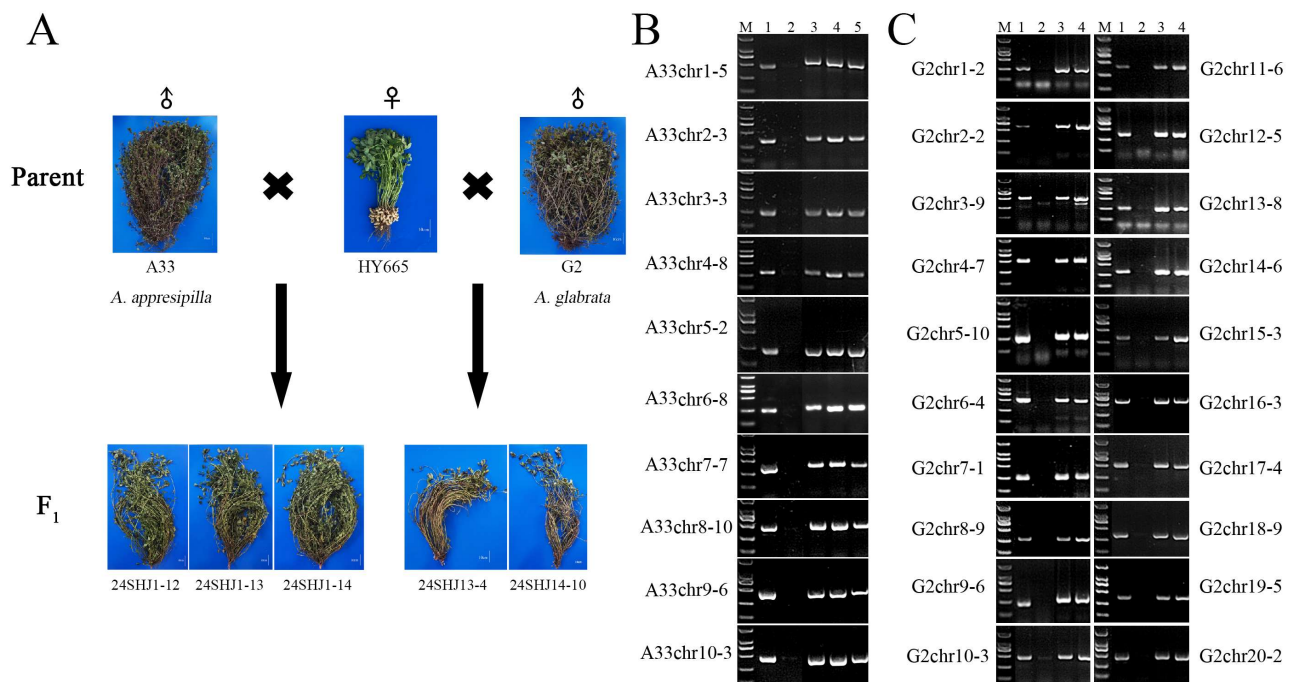 A
B
C
♂
♀
♂
Parent
A33
HY665
G2
A. appresipilla
A. glabrata
F1
24SHJ1-12
24SHJ1-13
24SHJ1-14
24SHJ13-4
24SHJ14-10
M 1 2 3 4 5
A33chr1-5
A33chr2-3
A33chr3-3
A33chr4-8
A33chr5-2
A33chr6-8
A33chr7-7
A33chr8-10
A33chr9-6
A33chr10-3
M 1 2 3 4
M 1 2 3 4
G2chr1-2
G2chr2-2
G2chr3-9
G2chr4-7
G2chr5-10
G2chr6-4
G2chr7-1
G2chr8-9
G2chr9-6
G2chr10-3
G2chr11-6
G2chr12-5
G2chr13-8
G2chr14-6
G2chr15-3
G2chr16-3
G2chr17-4
G2chr18-9
G2chr19-5
G2chr20-2